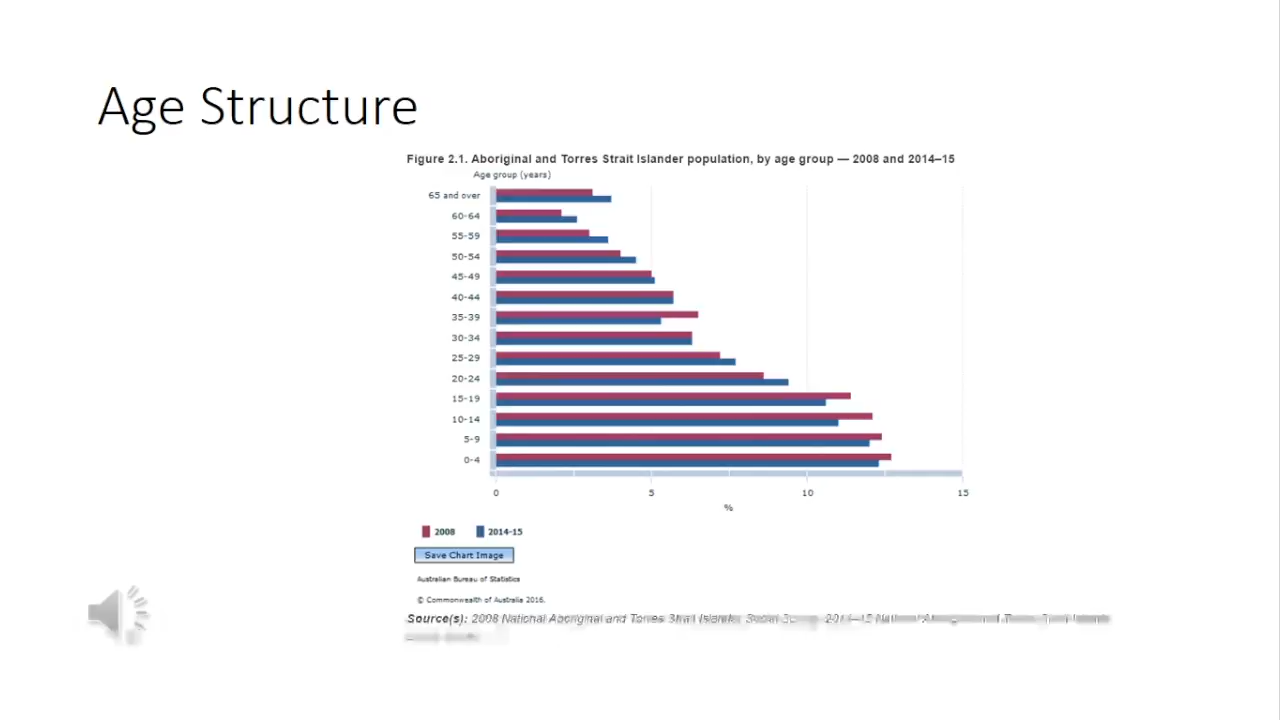 Age Structure
Figure 2.1. Aboriginal and Torres Strait Islander population, by age group — 2008 and 2014–15
Age group (years)
65 and over
60-64
55-59
50-54
45-49
40-44
35-39
30-34
25-29
20-24
15-19
10-14
5-9
0-4
0 5 10 15
%
2008 2014-15
Save Chart Image
Australian Bureau of Statistics
© Commonwealth of Australia 2016.
Source(s): 2008 National Aboriginal and Torres Strait Islander Social Survey, 2014–15 National